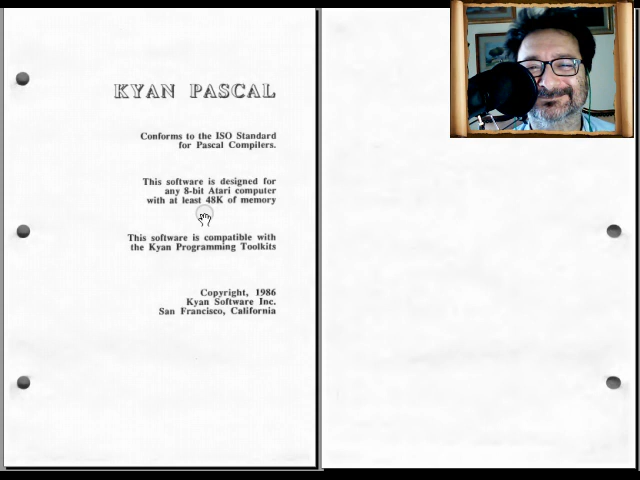 KYAN PASCAL
Conforms to the ISO Standard
for Pascal Compilers.
This software is designed for
any 8-bit Atari computer
with at least 48K of memory
This software is compatible with
the Kyan Programming Toolkits
Copyright, 1986
Kyan Software Inc.
San Francisco, California